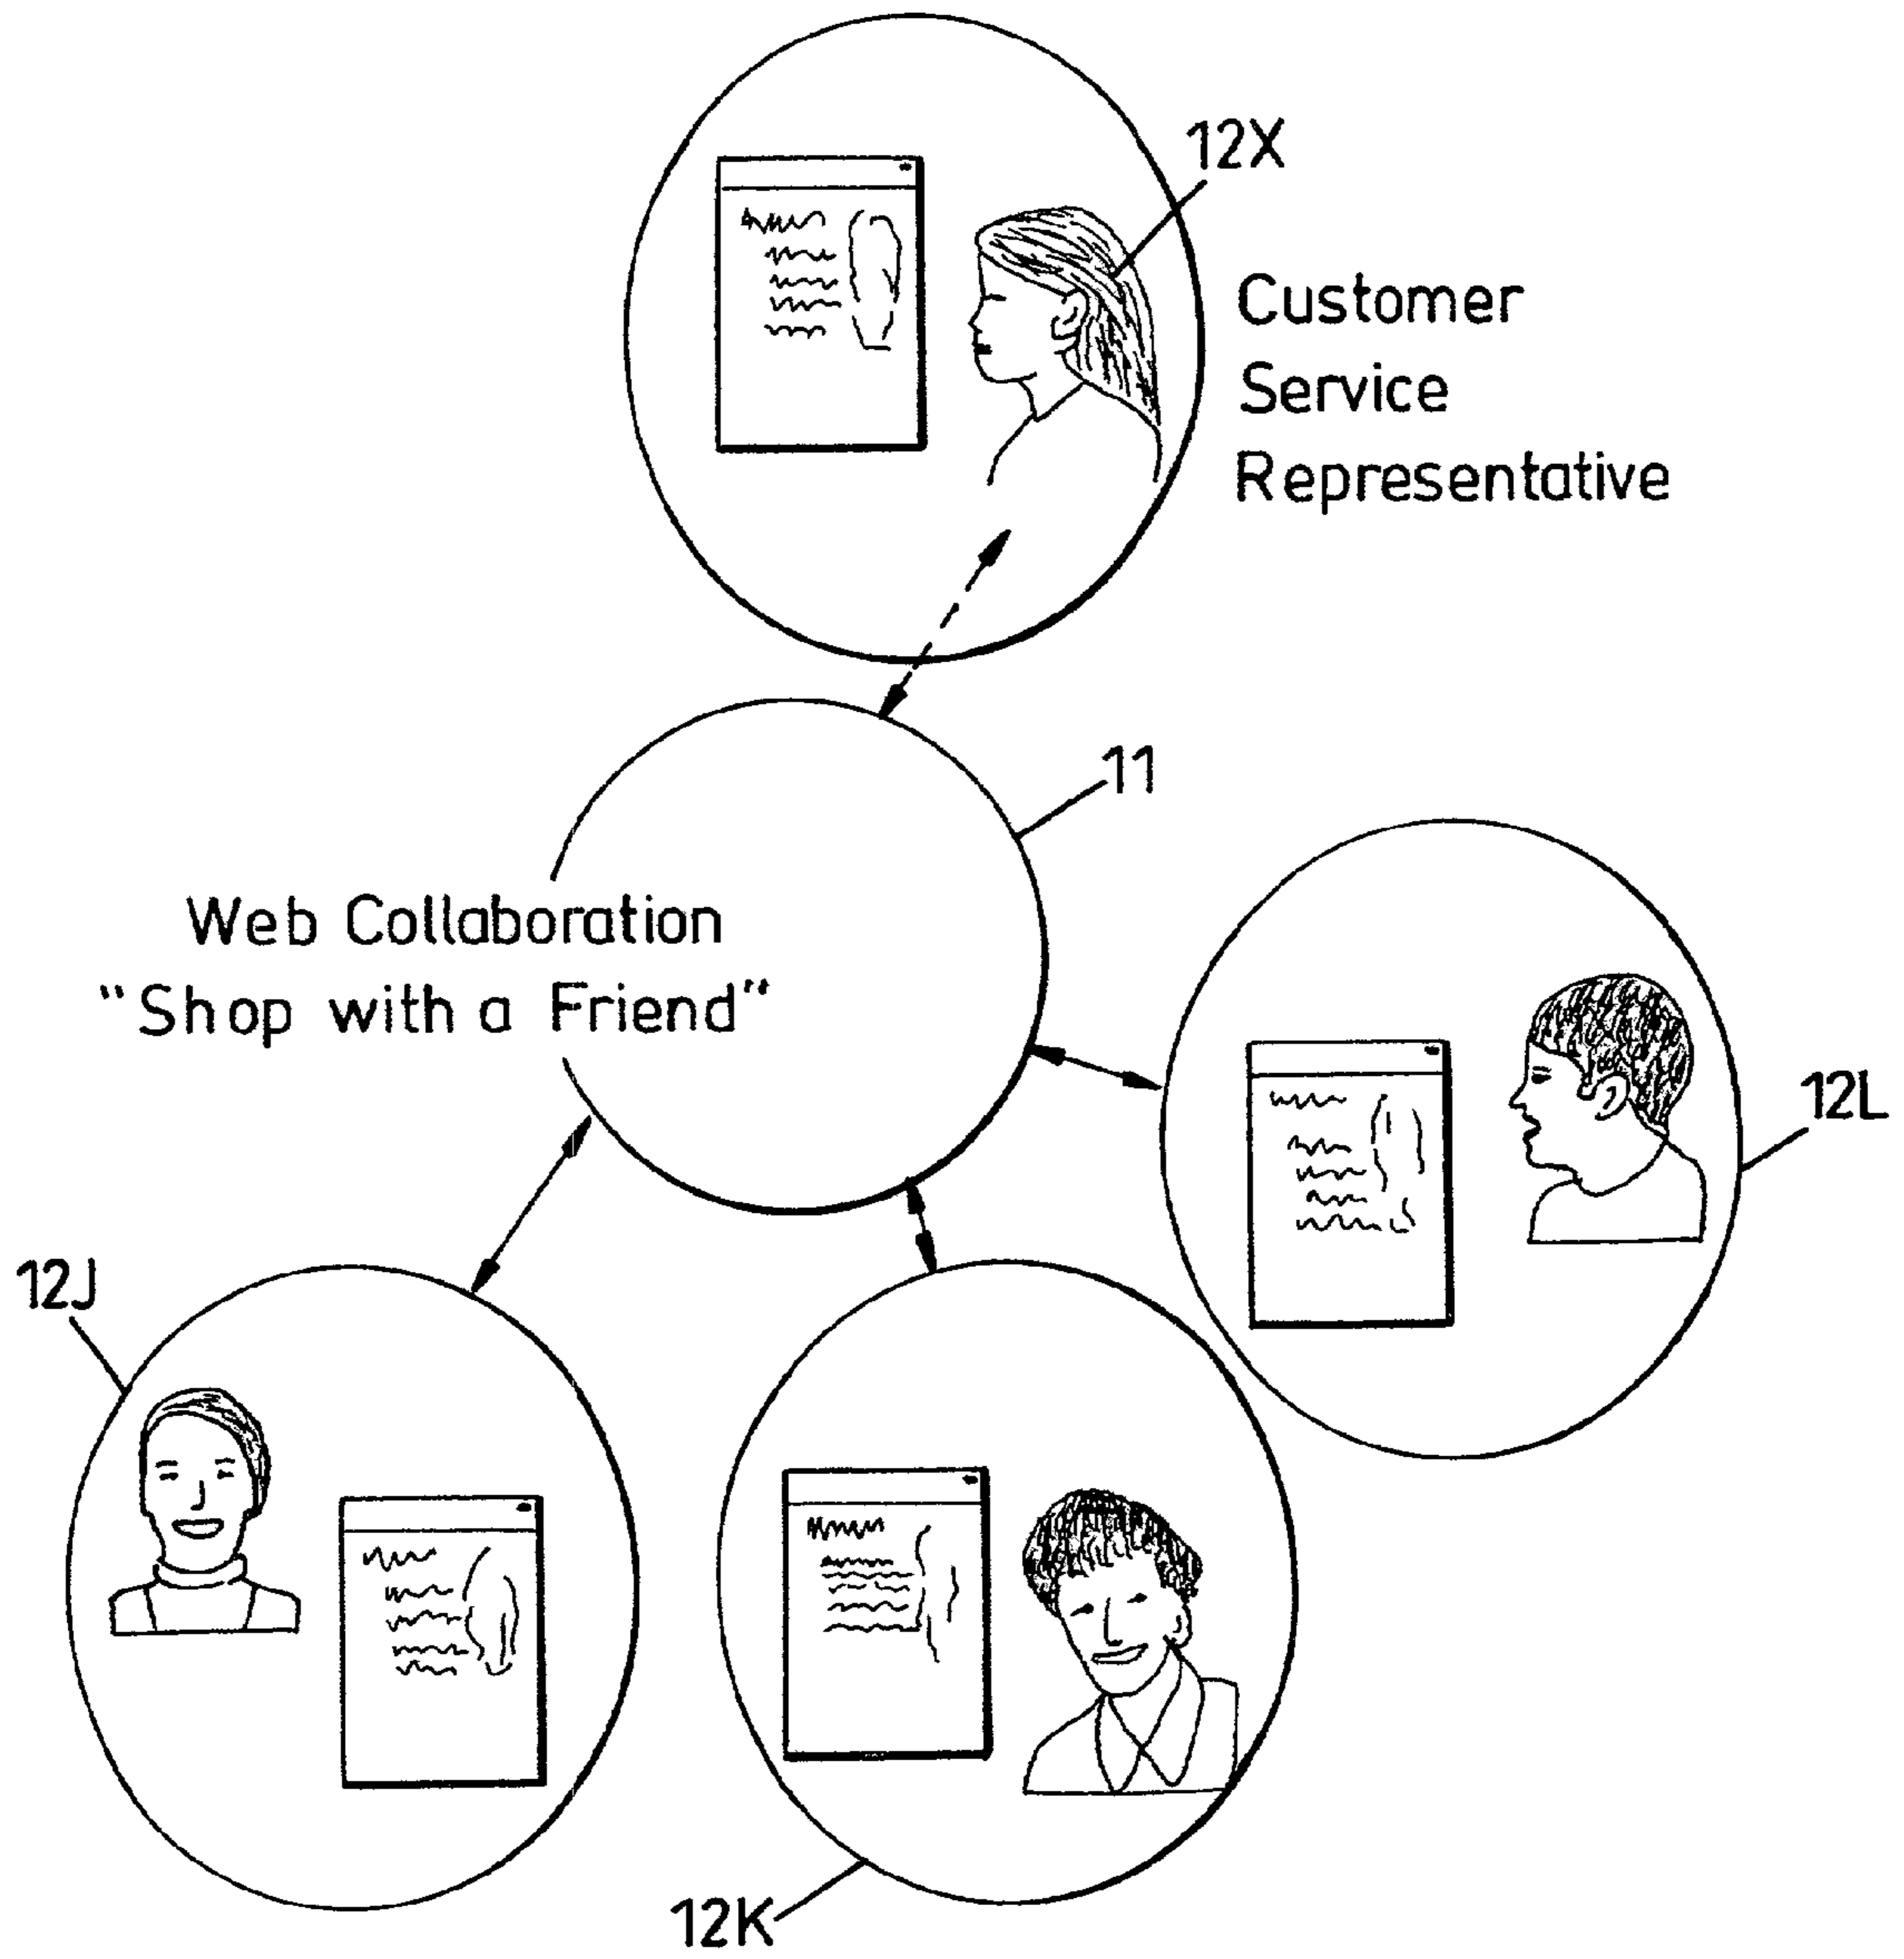 12X
Customer
Service
Representative
11
Web Collaboration
"Shop with a Friend"
12L
12J
12K